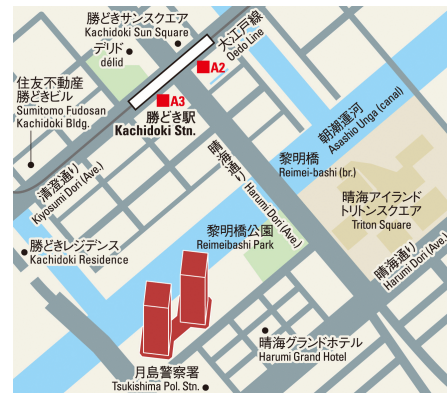 勝どきサンスクエア
Kachidoki Sun Square
デリド
délid
大江戸線
Oedo Line
A2
住友不動産
勝どきビル
Sumitomo Fudosan
Kachidoki Bldg.
A3
勝どき駅
Kachidoki Stn.
朝潮運河
Asashio Unga (canal)
清澄通り
Kiyosumi Dori (Ave.)
晴海通り
Harumi Dori (Ave.)
黎明橋
Reimei-bashi (br.)
晴海アイランド
トリトンスクエア
Triton Square
勝どきレジデンス
Kachidoki Residence
黎明橋公園
Reimeibashi Park
晴海通り
Harumi Dori (Ave.)
晴海グランドホテル
Harumi Grand Hotel
月島警察署
Tsukishima Pol. Stn.